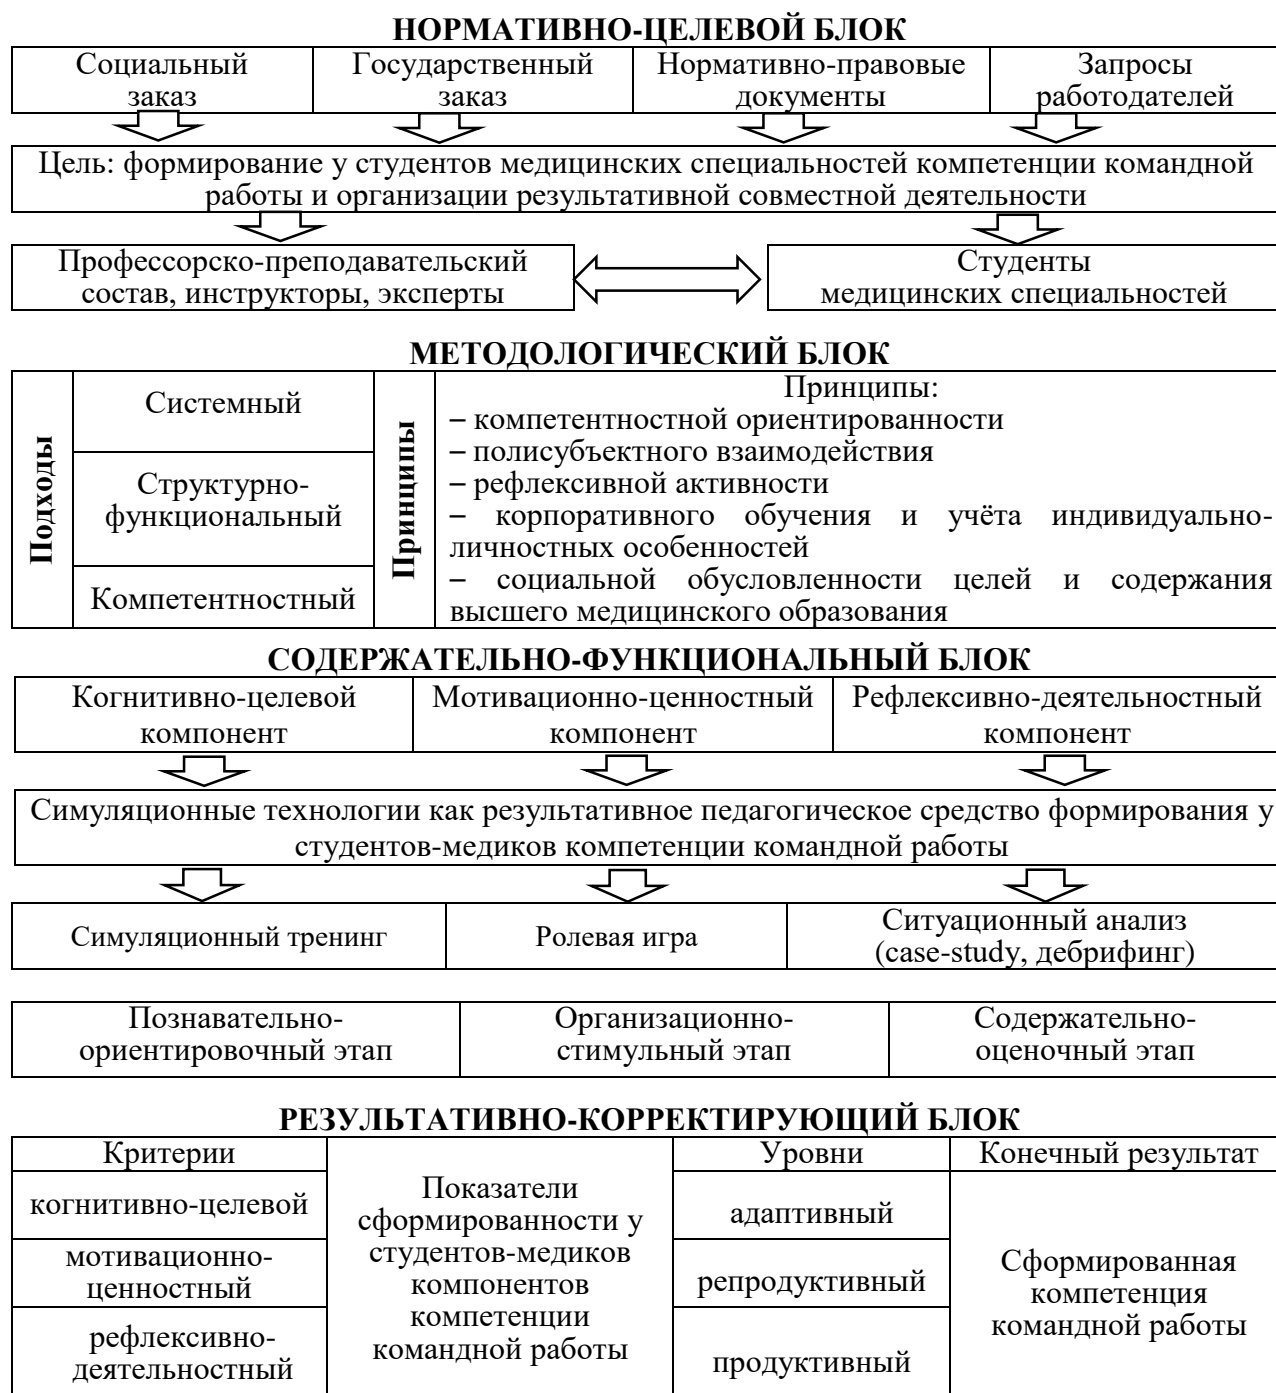 НОРМАТИВНО-ЦЕЛЕВОЙ БЛОК
Социальный
заказ
Государственный
заказ
Нормативно-правовые
документы
Запросы
работодателей
Цель: формирование у студентов медицинских специальностей компетенции командной
работы и организации результативной совместной деятельности
Профессорско-преподавательский
состав, инструкторы, эксперты
Студенты
медицинских специальностей
МЕТОДОЛОГИЧЕСКИЙ БЛОК
Подходы
Системный
Структурно-
функциональный
Компетентностный
Принципы
Принципы:
– компетентностной ориентированности
– полисубъектного взаимодействия
– рефлексивной активности
– корпоративного обучения и учёта индивидуально-
личностных особенностей
– социальной обусловленности целей и содержания
высшего медицинского образования
СОДЕРЖАТЕЛЬНО-ФУНКЦИОНАЛЬНЫЙ БЛОК
Когнитивно-целевой
компонент
Мотивационно-ценностный
компонент
Рефлексивно-деятельностный
компонент
Симуляционные технологии как результативное педагогическое средство формирования у
студентов-медиков компетенции командной работы
Симуляционный тренинг
Ролевая игра
Ситуационный анализ
(case-study, дебрифинг)
Познавательно-
ориентировочный этап
Организационно-
стимульный этап
Содержательно-
оценочный этап
РЕЗУЛЬТАТИВНО-КОРРЕКТИРУЮЩИЙ БЛОК
Критерии
когнитивно-целевой
мотивационно-
ценностный
рефлексивно-
деятельностный
Показатели
сформированности у
студентов-медиков
компонентов
компетенции
командной работы
Уровни
адаптивный
репродуктивный
продуктивный
Конечный результат
Сформированная
компетенция
командной работы